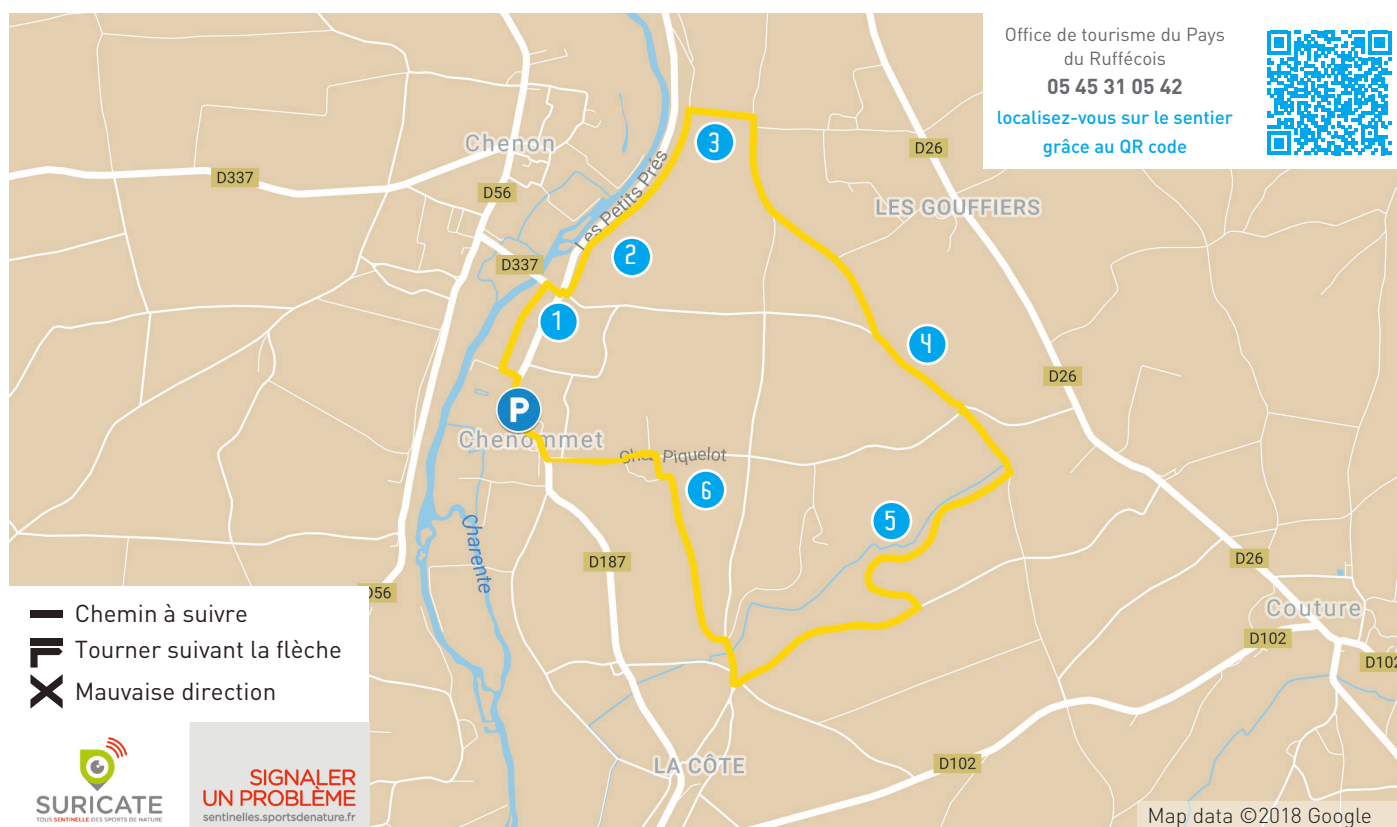 Office de tourisme du Pays
du Ruffécois
05 45 31 05 42
localisez-vous sur le sentier
grâce au QR code
Chenon
D337
D56
D26
LES GOUFFIERS
Les Petits Prés
D337
1
2
3
4
D26
P
Chenommet
Piquelot
6
5
Charente
D187
D56
D26
Couture
D102
D102
LA CÔTE
D102
Chemin à suivre
Tourner suivant la flèche
Mauvaise direction
SURICATE
TOUS SENTINELLE DES SPORTS DE NATURE
SIGNALER
UN PROBLÈME
sentinelles.sportsdenature.fr
Map data ©2018 Google